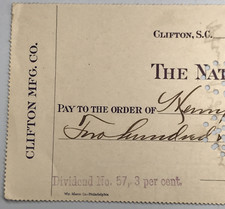 CLIFTON MFG. CO.
CLIFTON, S.C.
THE NAT
PAY TO THE ORDER OF Henry
Two hundred &
Dividend No. 57, 3 per cent.